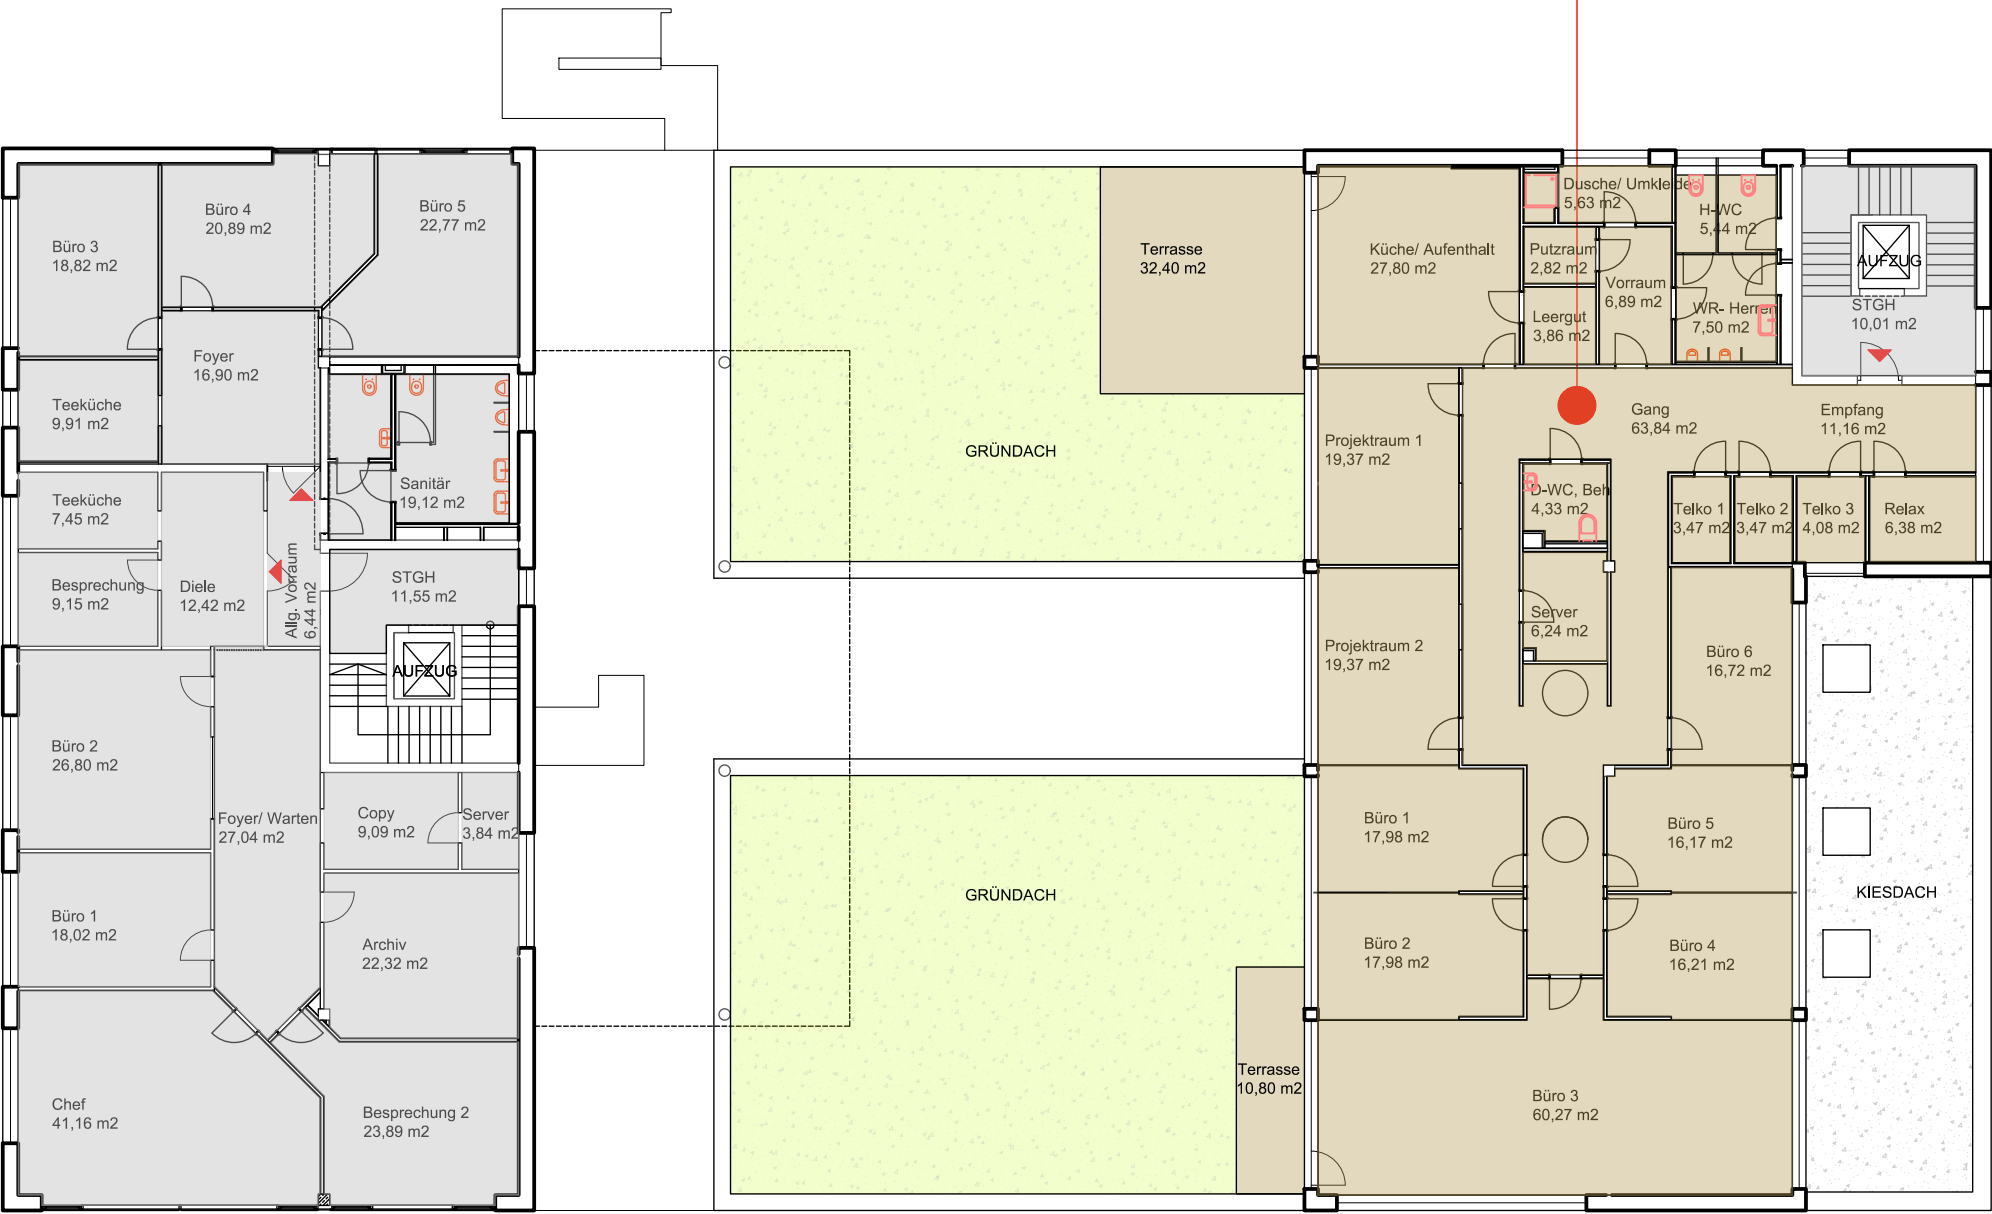 Büro 3
18,82 m2
Büro 4
20,89 m2
Büro 5
22,77 m2
Foyer
16,90 m2
Teeküche
9,91 m2
Teeküche
7,45 m2
Besprechung
9,15 m2
Diele
12,42 m2
Allg. Vorraum
6,44 m2
Sanitär
19,12 m2
STGH
11,55 m2
AUFZUG
Büro 2
26,80 m2
Foyer/ Warten
27,04 m2
Copy
9,09 m2
Server
3,84 m2
Büro 1
18,02 m2
Archiv
22,32 m2
Chef
41,16 m2
Besprechung 2
23,89 m2
Terrasse
32,40 m2
GRÜNDACH
GRÜNDACH
Terrasse
10,80 m2
Küche/ Aufenthalt
27,80 m2
Dusche/ Umkleide
5,63 m2
H-WC
5,44 m2
Putzraum
2,82 m2
Vorraum
6,89 m2
Leergut
3,86 m2
WR- Herren
7,50 m2
AUFZUG
STGH
10,01 m2
Gang
63,84 m2
Empfang
11,16 m2
Projektraum 1
19,37 m2
D-WC, Beh
4,33 m2
Telko 1
3,47 m2
Telko 2
3,47 m2
Telko 3
4,08 m2
Relax
6,38 m2
Server
6,24 m2
Projektraum 2
19,37 m2
Büro 6
16,72 m2
Büro 1
17,98 m2
Büro 5
16,17 m2
Büro 2
17,98 m2
Büro 4
16,21 m2
KIESDACH
Büro 3
60,27 m2